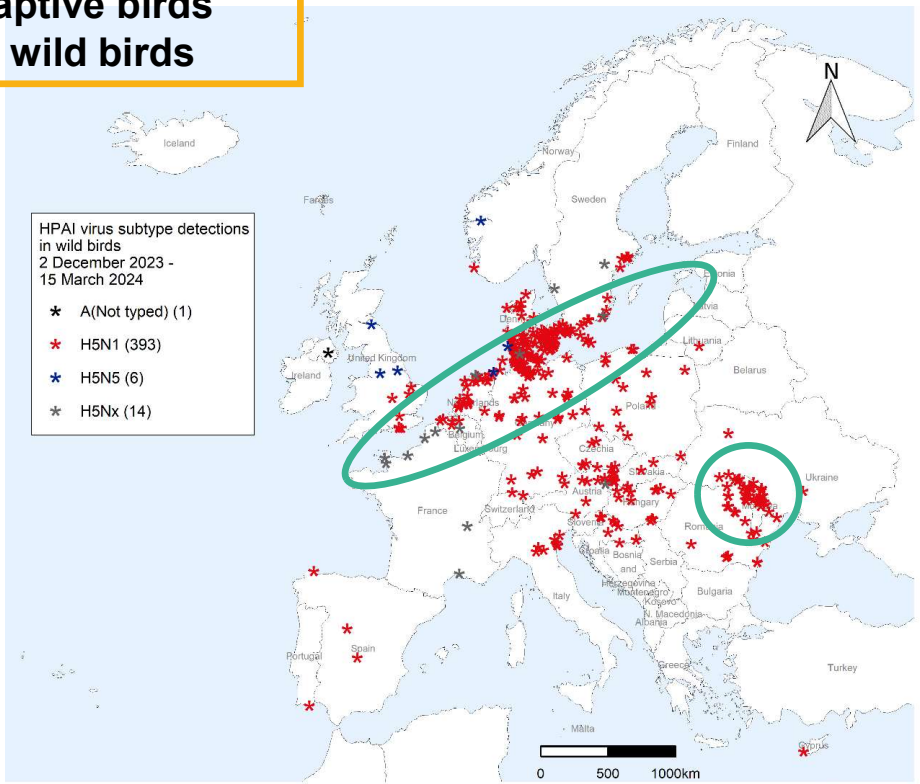 aptive birds
wild birds
N
Iceland
Faroes
Norway
Sweden
Finland
HPAI virus subtype detections
in wild birds
2 December 2023 -
15 March 2024
A(Not typed) (1)
H5N1 (393)
H5N5 (6)
H5Nx (14)
Estonia
Latvia
Lithuania
Belarus
United Kingdom
Ireland
Netherlands
Poland
Belgium
Luxembourg
Czechia
Slovakia
Ukraine
Austria
Hungary
France
Switzerland
Romania
Croatia
Bosnia
and
Herzegovina
Serbia
Montenegro
Kosovo
Bulgaria
Italy
N. Macedonia
Albania
Portugal
Spain
Greece
Turkey
Malta
Cyprus
0 500 1000km